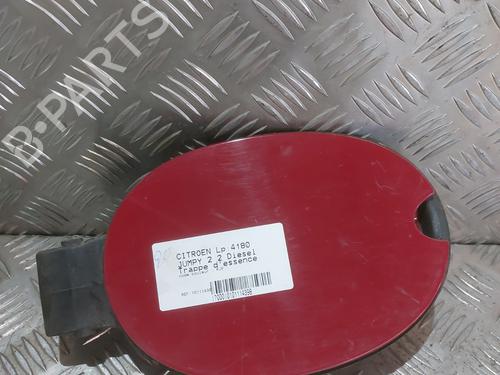 B-PARTS
CITROEN Lp 4180
JUMPY 2 2 Diesel
Trappe d'essence